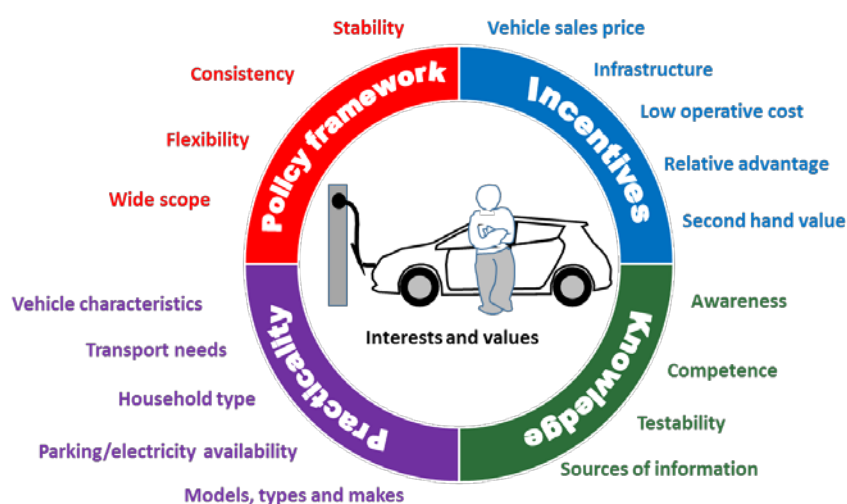 Stability
Consistency
Flexibility
Wide scope
Policy framework
Vehicle sales price
Infrastructure
Low operative cost
Relative advantage
Second hand value
Incentives
Interests and values
Vehicle characteristics
Transport needs
Household type
Parking/electricity availability
Models, types and makes
Practicality
Awareness
Competence
Testability
Sources of information
Knowledge